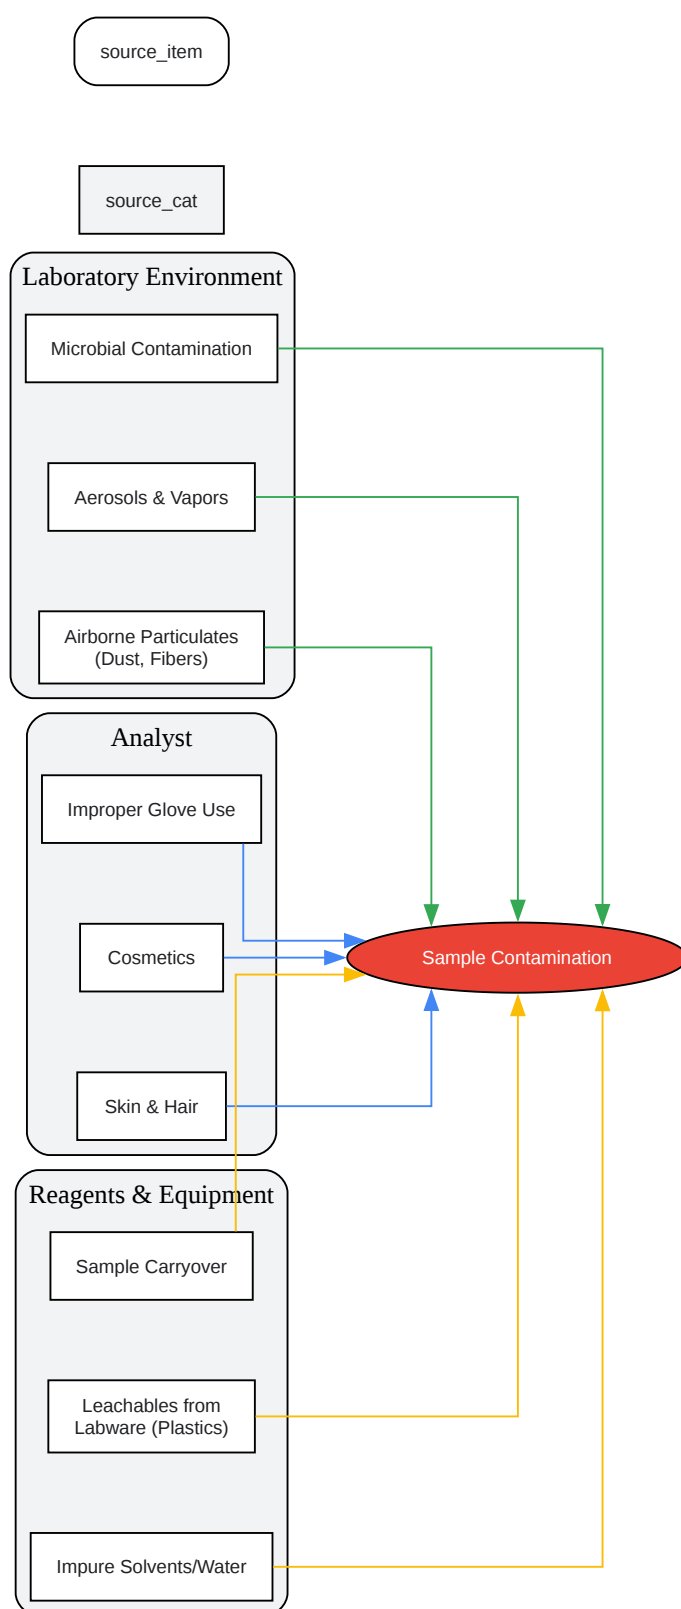 source_item
source_cat
Laboratory Environment
Microbial Contamination
Aerosols & Vapors
Airborne Particulates
(Dust, Fibers)
Analyst
Improper Glove Use
Cosmetics
Sample Contamination
Skin & Hair
Reagents & Equipment
Sample Carryover
Leachables from
Labware (Plastics)
Impure Solvents/Water